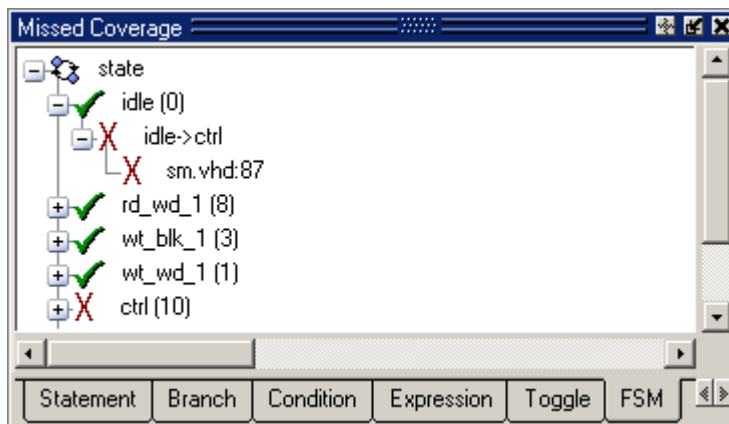 Missed Coverage
state
idle (0)
idle->ctrl
sm.vhd:87
rd_wd_1 (8)
wt_blk_1 (3)
wt_wd_1 (1)
ctrl (10)
Statement Branch Condition Expression Toggle FSM